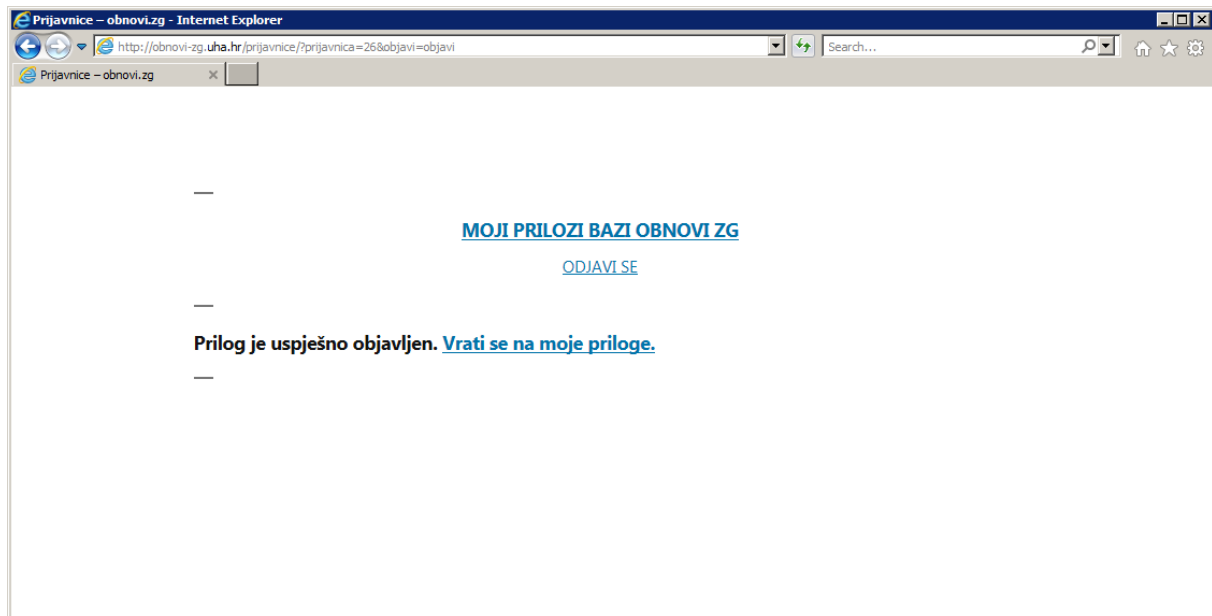 Prijavnice – obnovi.zg - Internet Explorer
http://obnovi-zg.uha.hr/prijavnice/?prijavnica=26&objavi=objavi
Search...
Prijavnice – obnovi.zg
—
MOJI PRILOZI BAZI OBNOVI ZG
ODJAVI SE
—
Prilog je uspješno objavljen. Vrati se na moje priloge.
—